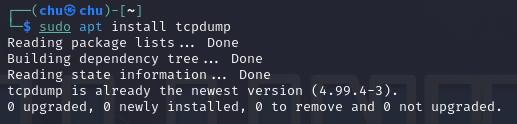 ┌──(chu㉿chu)-[~]
└─$ sudo apt install tcpdump
Reading package lists... Done
Building dependency tree... Done
Reading state information... Done
tcpdump is already the newest version (4.99.4-3).
0 upgraded, 0 newly installed, 0 to remove and 0 not upgraded.